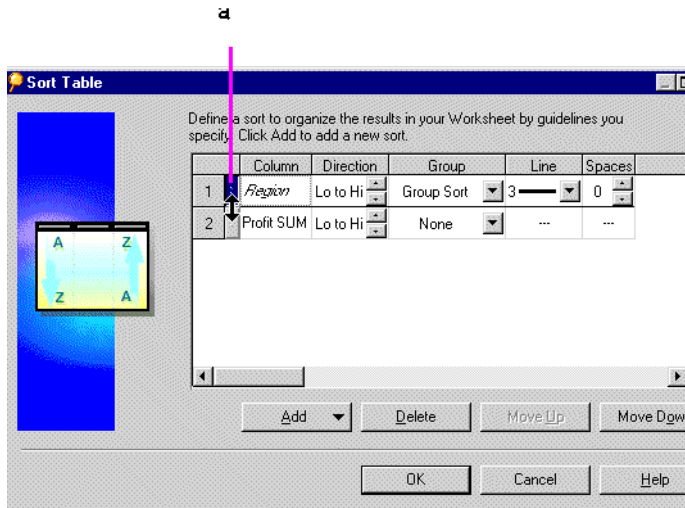 a
Sort Table
Define a sort to organize the results in your Worksheet by guidelines you
specify. Click Add to add a new sort.
Column Direction Group Line Spaces
1 Region Lo to Hi Group Sort 3 0
2 Profit SUM Lo to Hi None --- ---
A Z
Z A
Add Delete Move Up Move Dow
OK Cancel Help